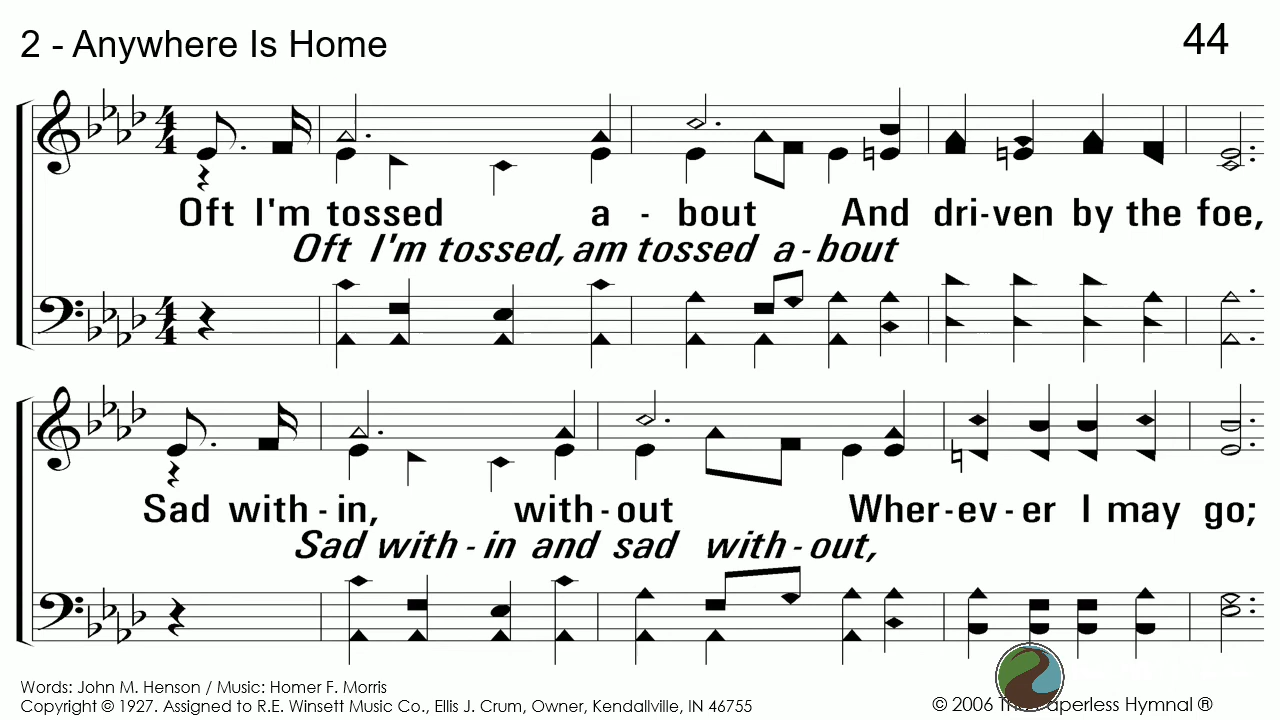 2 - Anywhere Is Home
44
Oft I'm tossed a - bout And dri-ven by the foe,
Oft I'm tossed, am tossed a-bout
Sad with-in, with-out Wher-ev-er I may go;
Sad with-in and sad with-out,
Words: John M. Henson / Music: Homer F. Morris
Copyright © 1927. Assigned to R.E. Winsett Music Co., Ellis J. Crum, Owner, Kendallville, IN 46755
© 2006 The Paperless Hymnal ®